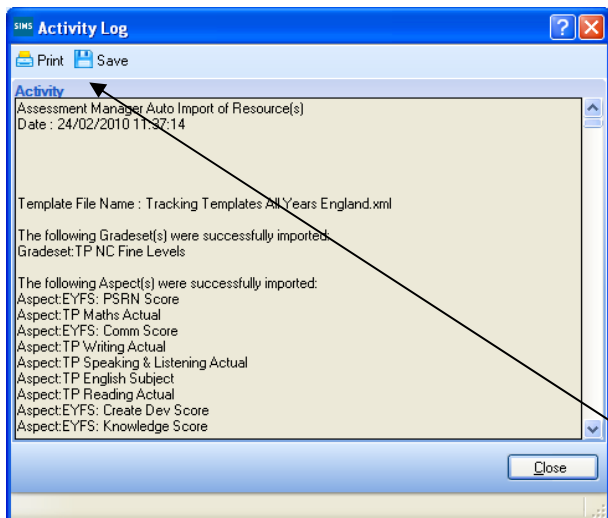 SIMS Activity Log
Print Save
Activity
Assessment Manager Auto Import of Resource(s)
Date : 24/02/2010 11:37:14
Template File Name : Tracking Templates All Years England.xml
The following Gradeset(s) were successfully imported:
Gradeset:TP NC Fine Levels
The following Aspect(s) were successfully imported:
Aspect:EYFS: PSRN Score
Aspect:TP Maths Actual
Aspect:EYFS: Comm Score
Aspect:TP Writing Actual
Aspect:TP Speaking & Listening Actual
Aspect:TP English Subject
Aspect:TP Reading Actual
Aspect:EYFS: Create Dev Score
Aspect:EYFS: Knowledge Score
Close